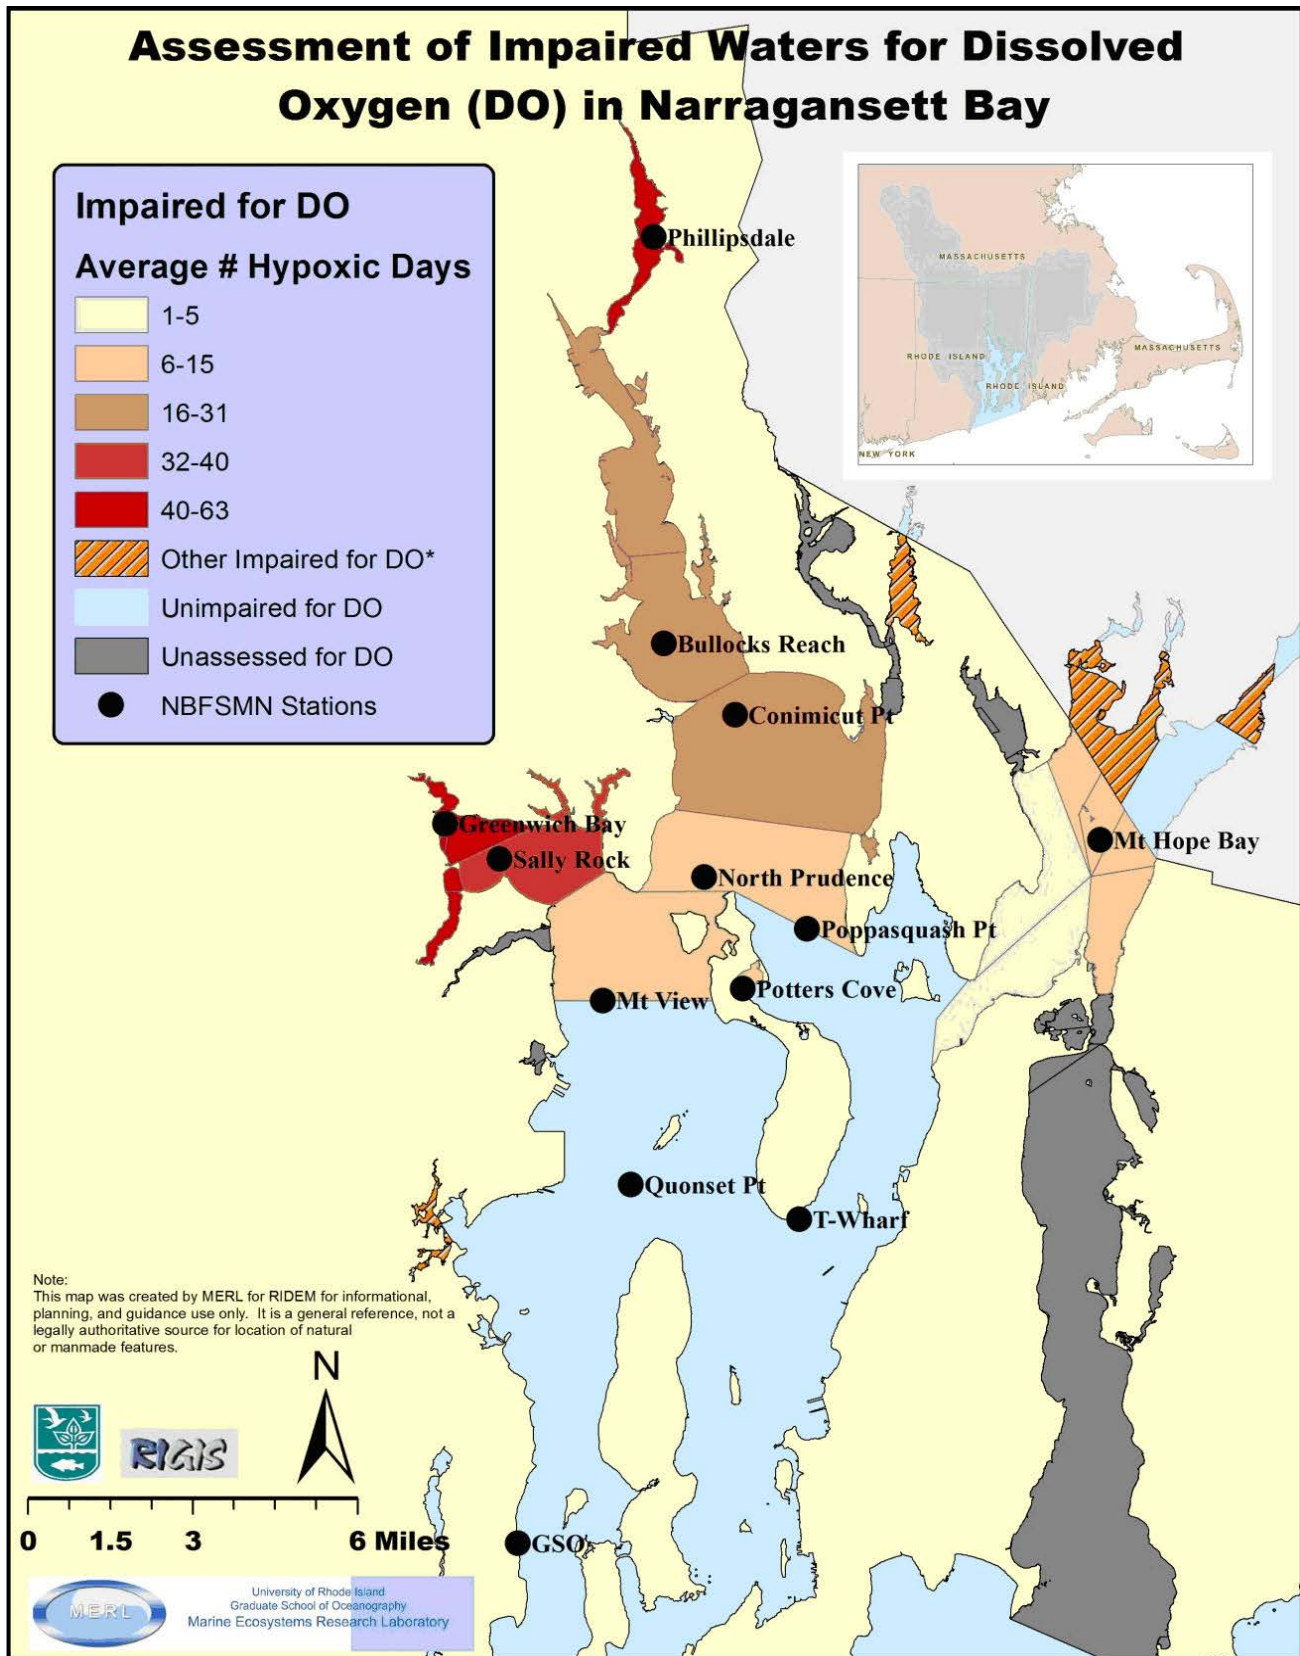 Assessment of Impaired Waters for Dissolved
Oxygen (DO) in Narragansett Bay
Impaired for DO
Average # Hypoxic Days
1-5
6-15
16-31
32-40
40-63
Other Impaired for DO*
Unimpaired for DO
Unassessed for DO
NBFSMN Stations
MASSACHUSETTS
RHODE ISLAND
MASSACHUSETTS
RHODE ISLAND
NEW YORK
Phillipsdale
Bullocks Reach
Conimicut Pt
Greenwich Bay
Sally Rock
Mt Hope Bay
North Prudence
Poppasquash Pt
Potters Cove
Mt View
Quonset Pt
T-Wharf
GSO
Note:
This map was created by MERL for RIDEM for informational,
planning, and guidance use only. It is a general reference, not a
legally authoritative source for location of natural
or manmade features.
N
RIGIS
0 1.5 3 6 Miles
MERL
University of Rhode Island
Graduate School of Oceanography
Marine Ecosystems Research Laboratory